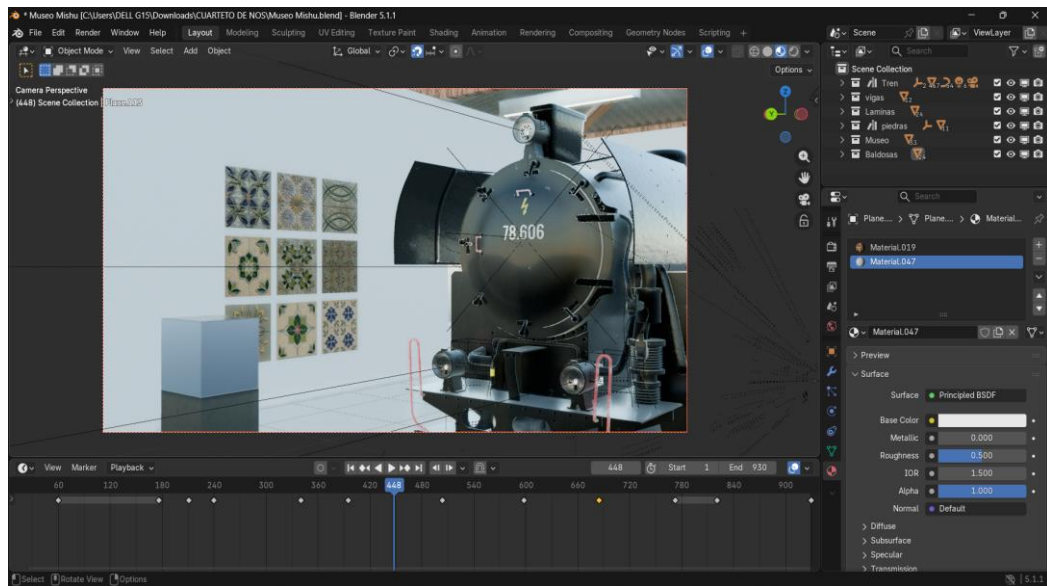 * Museo Mishu [C:\Users\DELL G15\Downloads\CUARTETO DE NOS\Museo Mishu.blend] - Blender 5.1.1
File Edit Render Window Help Layout Modeling Sculpting UV Editing Texture Paint Shading Animation Rendering Compositing Geometry Nodes Scripting + Scene ViewLayer
Object Mode View Select Add Object Global Search
Options
Camera Perspective
(448) Scene Collection |
Scene Collection
Tren
vigas
Laminas
piedras
Museo
Baldosas
Z
Y
78.606
Search
Plane.... > Plane.... > Material...
Material.019
Material.047
Material.047
Preview
Surface
Surface Principled BSDF
Base Color
Metallic 0.000
Roughness 0.500
IOR 1.500
Alpha 1.000
Normal Default
Diffuse
Subsurface
Specular
Transmission
View Marker Playback 448 Start 1 End 930
60 120 180 240 300 360 420 448 480 540 600 660 720 780 840 900
Select Rotate View Options 5.1.1